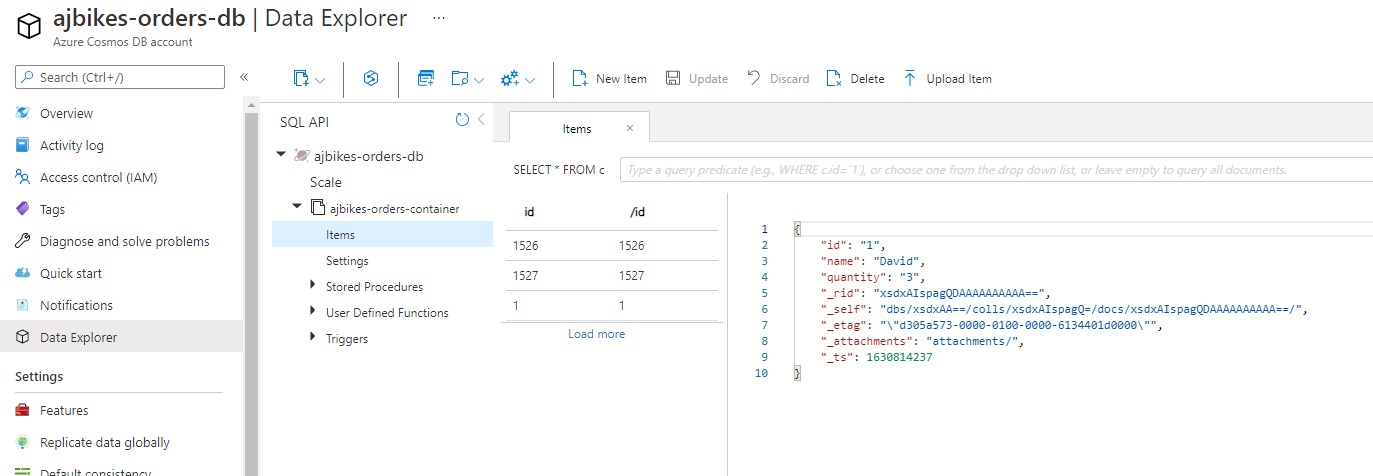 ajbikes-orders-db | Data Explorer ...
Azure Cosmos DB account
Search (Ctrl+/)
«
Overview
Activity log
Access control (IAM)
Tags
Diagnose and solve problems
Quick start
Notifications
Data Explorer
Settings
Features
Replicate data globally
Default consistency
New Item
Update
Discard
Delete
Upload Item
SQL API
ajbikes-orders-db
Scale
ajbikes-orders-container
Items
Settings
Stored Procedures
User Defined Functions
Triggers
Items ×
SELECT * FROM c
Type a query predicate (e.g., WHERE c.id=´1´), or choose one from the drop down list, or leave empty to query all documents.
id /id
1526 1526
1527 1527
1 1
Load more
1 {
2 "id": "1",
3 "name": "David",
4 "quantity": "3",
5 "_rid": "xsdxAIspagQDAAAAAAAAAA==",
6 "_self": "dbs/xsdxAA==/colls/xsdxAIspagQ=/docs/xsdxAIspagQDAAAAAAAAAA==/",
7 "_etag": "\"d305a573-0000-0100-0000-6134401d0000\"",
8 "_attachments": "attachments/",
9 "_ts": 1630814237
10 }